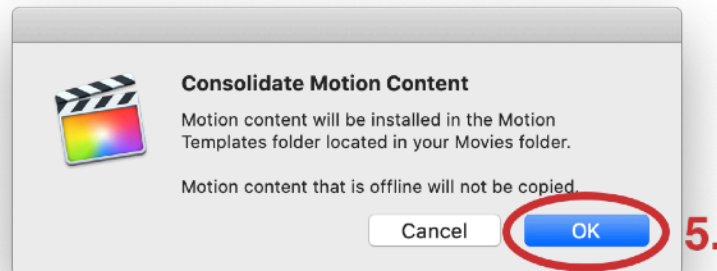 Consolidate Motion Content
Motion content will be installed in the Motion
Templates folder located in your Movies folder.
Motion content that is offline will not be copied.
Cancel
OK
5.